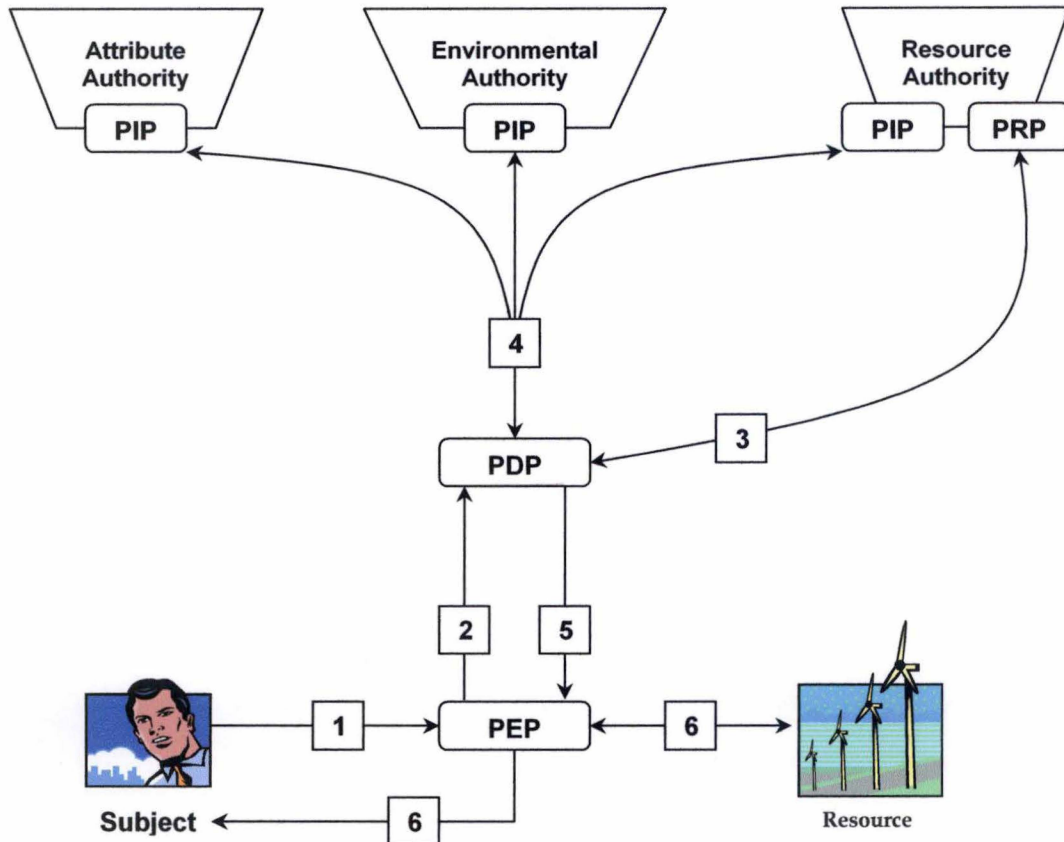 Attribute
Authority
PIP
Environmental
Authority
PIP
Resource
Authority
PIP
PRP
4
3
PDP
2
5
1
PEP
6
6
Subject
Resource